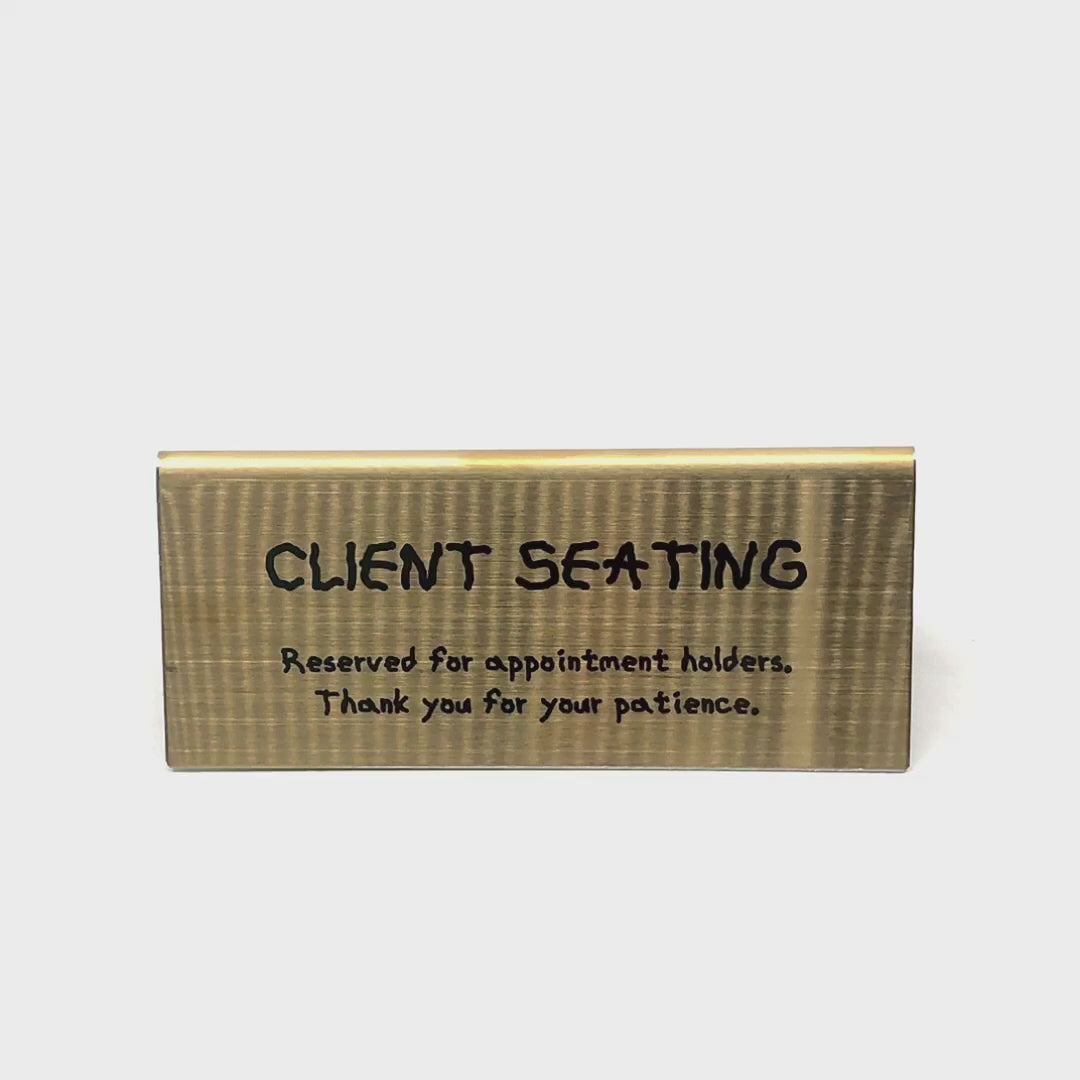 CLIENT SEATING
Reserved for appointment holders.
Thank you for your patience.